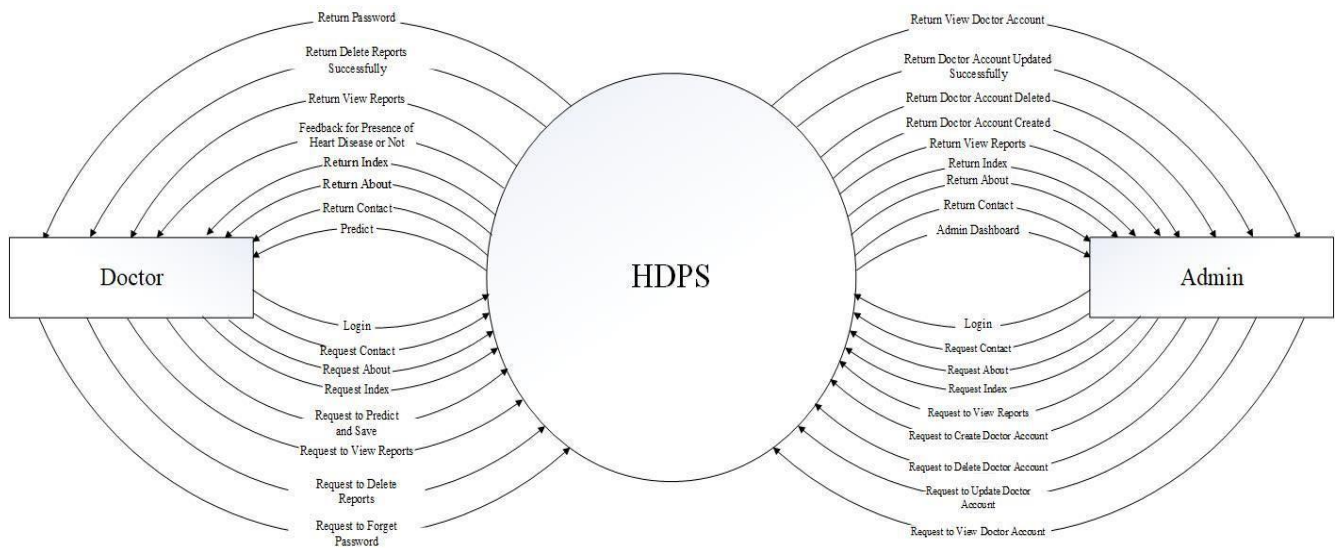 Return Password
Return Delete Reports
Successfully
Return View Reports
Feedback for Presence of
Heart Disease or Not
Return Index
Return About
Return Contact
Predict
Doctor
Login
Request Contact
Request About
Request Index
Request to Predict
and Save
Request to View Reports
Request to Delete
Reports
Request to Forget
Password
HDPS
Return View Doctor Account
Return Doctor Account Updated
Successfully
Return Doctor Account Deleted
Return Doctor Account Created
Return View Reports
Return Index
Return About
Return Contact
Admin Dashboard
Admin
Login
Request Contact
Request About
Request Index
Request to View Reports
Request to Create Doctor Account
Request to Delete Doctor Account
Request to Update Doctor
Account
Request to View Doctor Account